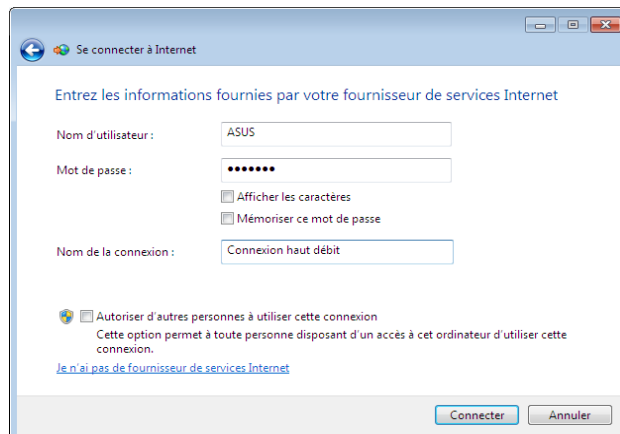 Se connecter à Internet
Entrez les informations fournies par votre fournisseur de services Internet
Nom d'utilisateur :
ASUS
Mot de passe :
•••••••
Afficher les caractères
Mémoriser ce mot de passe
Nom de la connexion :
Connexion haut débit
Autoriser d'autres personnes à utiliser cette connexion
Cette option permet à toute personne disposant d'un accès à cet ordinateur d'utiliser cette
connexion.
Je n'ai pas de fournisseur de services Internet
Connecter
Annuler